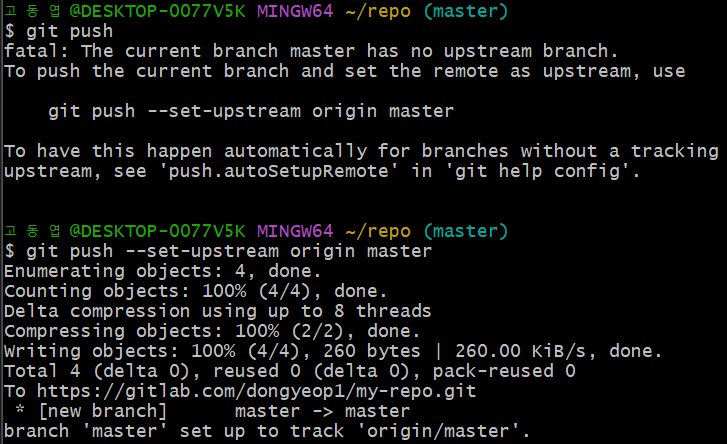 고 동 엽 @DESKTOP-0077V5K MINGW64 ~/repo (master)
$ git push
fatal: The current branch master has no upstream branch.
To push the current branch and set the remote as upstream, use
    git push --set-upstream origin master
To have this happen automatically for branches without a tracking
upstream, see 'push.autoSetupRemote' in 'git help config'.
고 동 엽 @DESKTOP-0077V5K MINGW64 ~/repo (master)
$ git push --set-upstream origin master
Enumerating objects: 4, done.
Counting objects: 100% (4/4), done.
Delta compression using up to 8 threads
Compressing objects: 100% (2/2), done.
Writing objects: 100% (4/4), 260 bytes | 260.00 KiB/s, done.
Total 4 (delta 0), reused 0 (delta 0), pack-reused 0
To https://gitlab.com/dongyeop1/my-repo.git
 * [new branch]      master -> master
branch 'master' set up to track 'origin/master'.